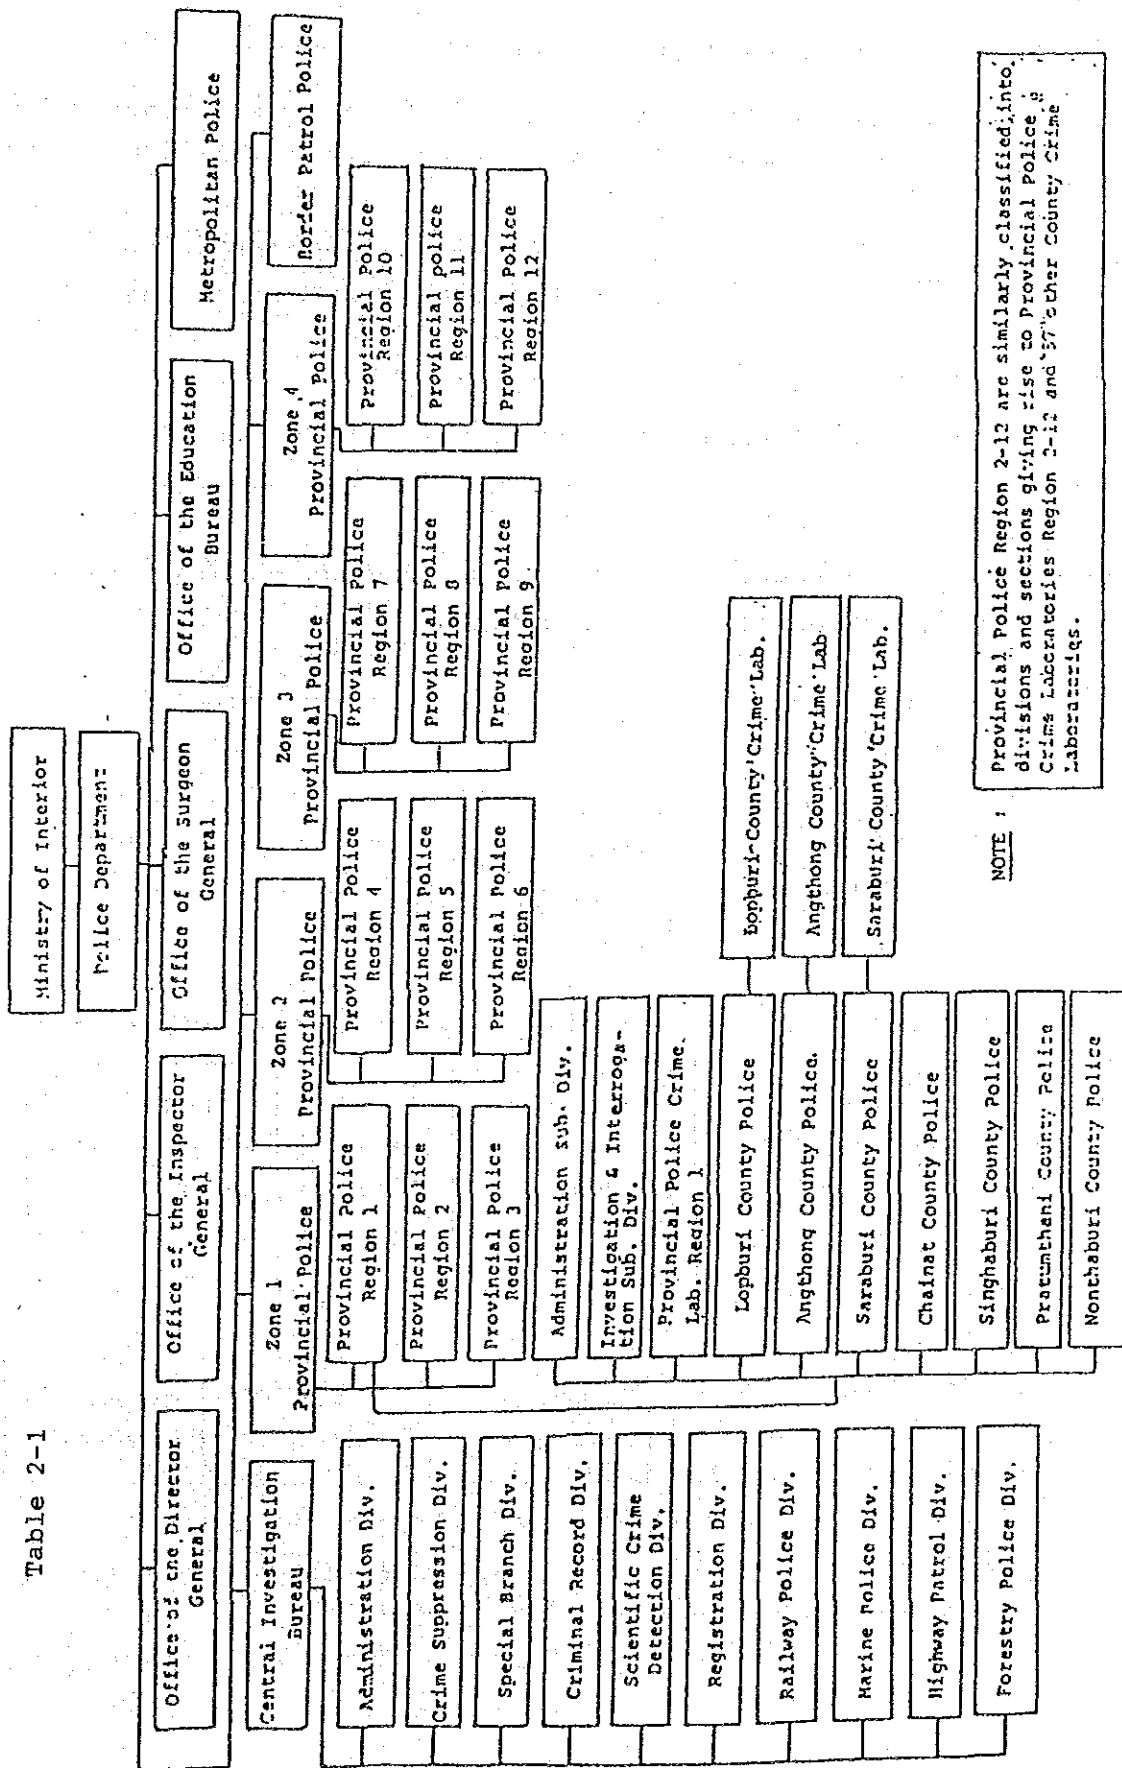 Table 2-1
Ministry of Interior
Police Department
Office of the Director
General
Office of the Inspector
General
Office of the Surgeon
General
Office of the Education
Bureau
Metropolitan Police
Central Investigation
Bureau
Zone 1
Provincial Police
Zone 2
Provincial Police
Zone 3
Provincial Police
Zone 4
Provincial Police
Border Patrol Police
Administration Div.
Crime Suppression Div.
Special Branch Div.
Criminal Record Div.
Scientific Crime
Detection Div.
Registration Div.
Railway Police Div.
Marine Police Div.
Highway Patrol Div.
Forestry Police Div.
Provincial Police
Region 1
Provincial Police
Region 2
Provincial Police
Region 3
Provincial Police
Region 4
Provincial Police
Region 5
Provincial Police
Region 6
Provincial Police
Region 7
Provincial Police
Region 8
Provincial Police
Region 9
Provincial Police
Region 10
Provincial police
Region 11
Provincial Police
Region 12
Administration Sub. Div.
Investigation & Interroga-
tion Sub. Div.
Provincial Police Crime
Lab. Region 1
Lopburi County Police
Angthong County Police
Saraburi County Police
Chainat County Police
Singhaburi County Police
Pratumthani County Police
Nonthaburi County Police
Lopburi County Crime Lab.
Angthong County Crime Lab
Saraburi County Crime Lab.
NOTE :
Provincial Police Region 2-12 are similarly classified into
divisions and sections giving rise to Provincial Police
Crime Laboratories Region 2-12 and 57 other County Crime
Laboratories.